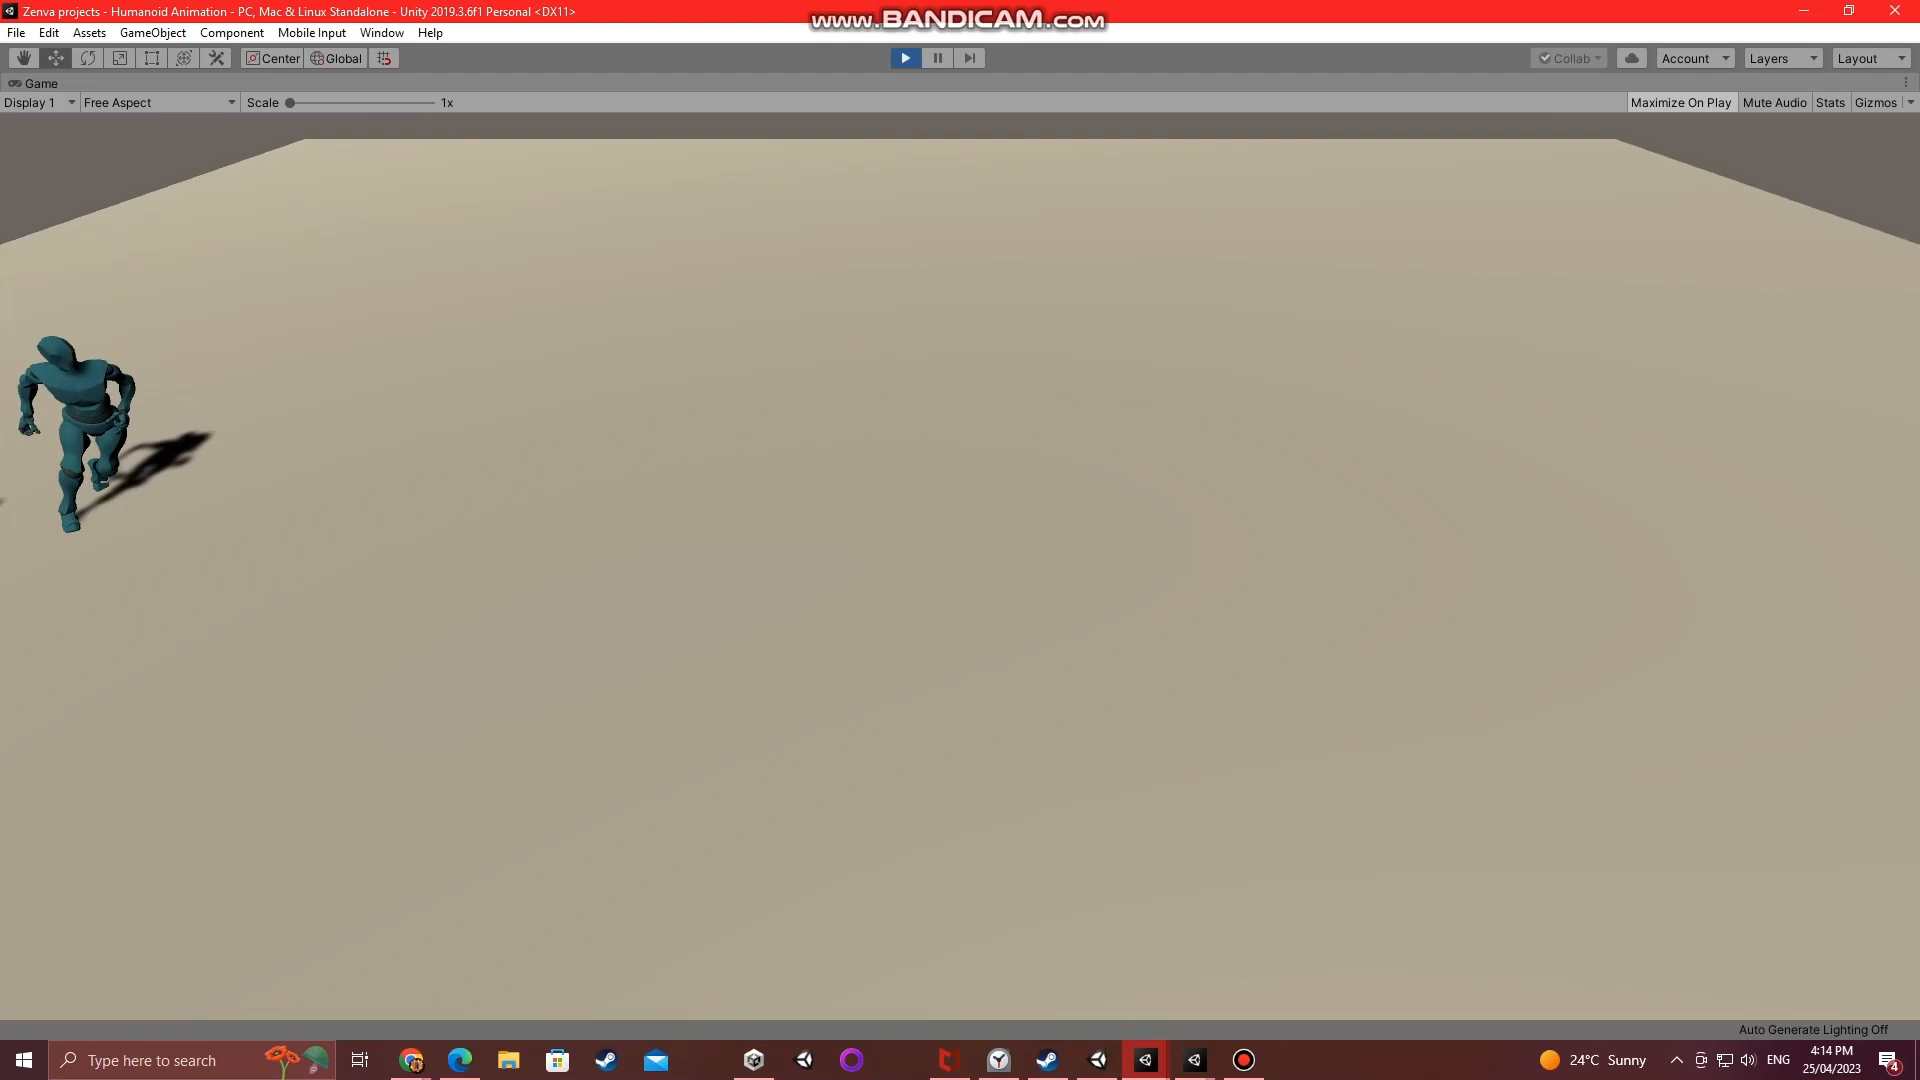 Zenva projects - Humanoid Animation - PC, Mac & Linux Standalone - Unity 2019.3.6f1 Personal <DX11>
www.BANDICAM.com
File Edit Assets GameObject Component Mobile Input Window Help
Center Global Collab Account Layers Layout
Game
Display 1 Free Aspect Scale 1x Maximize On Play Mute Audio Stats Gizmos
Auto Generate Lighting Off
Type here to search 24°C Sunny ENG 4:14 PM
25/04/2023 4